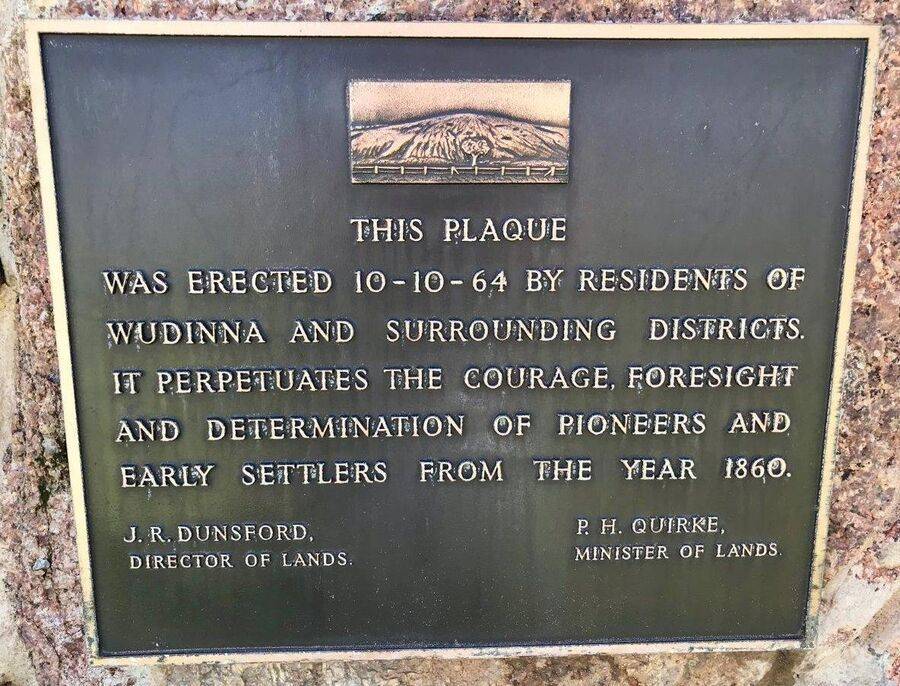 THIS PLAQUE
WAS ERECTED 10-10-64 BY RESIDENTS OF
WUDINNA AND SURROUNDING DISTRICTS.
IT PERPETUATES THE COURAGE, FORESIGHT
AND DETERMINATION OF PIONEERS AND
EARLY SETTLERS FROM THE YEAR 1860.
J. R. DUNSFORD,
DIRECTOR OF LANDS.
P. H. QUIRKE,
MINISTER OF LANDS.